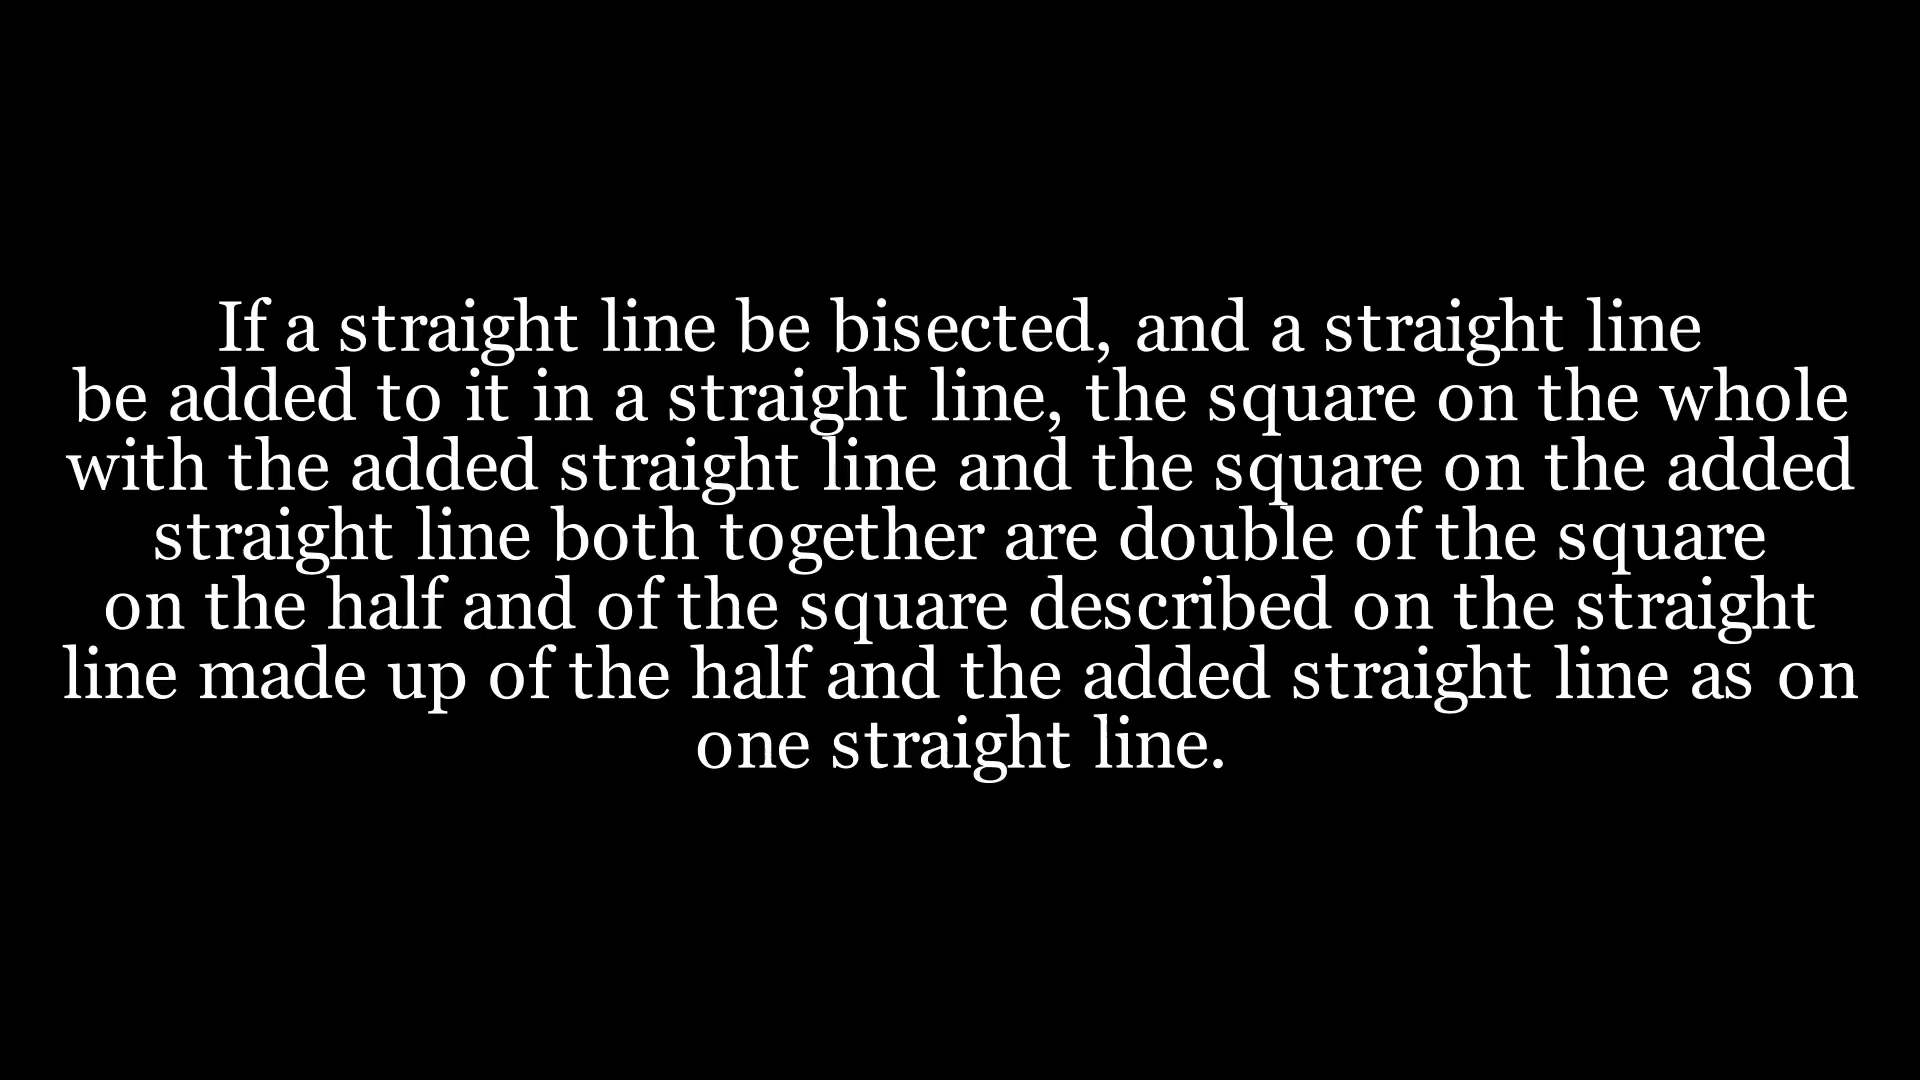 If a straight line be bisected, and a straight line
be added to it in a straight line, the square on the whole
with the added straight line and the square on the added
straight line both together are double of the square
on the half and of the square described on the straight
line made up of the half and the added straight line as on
one straight line.